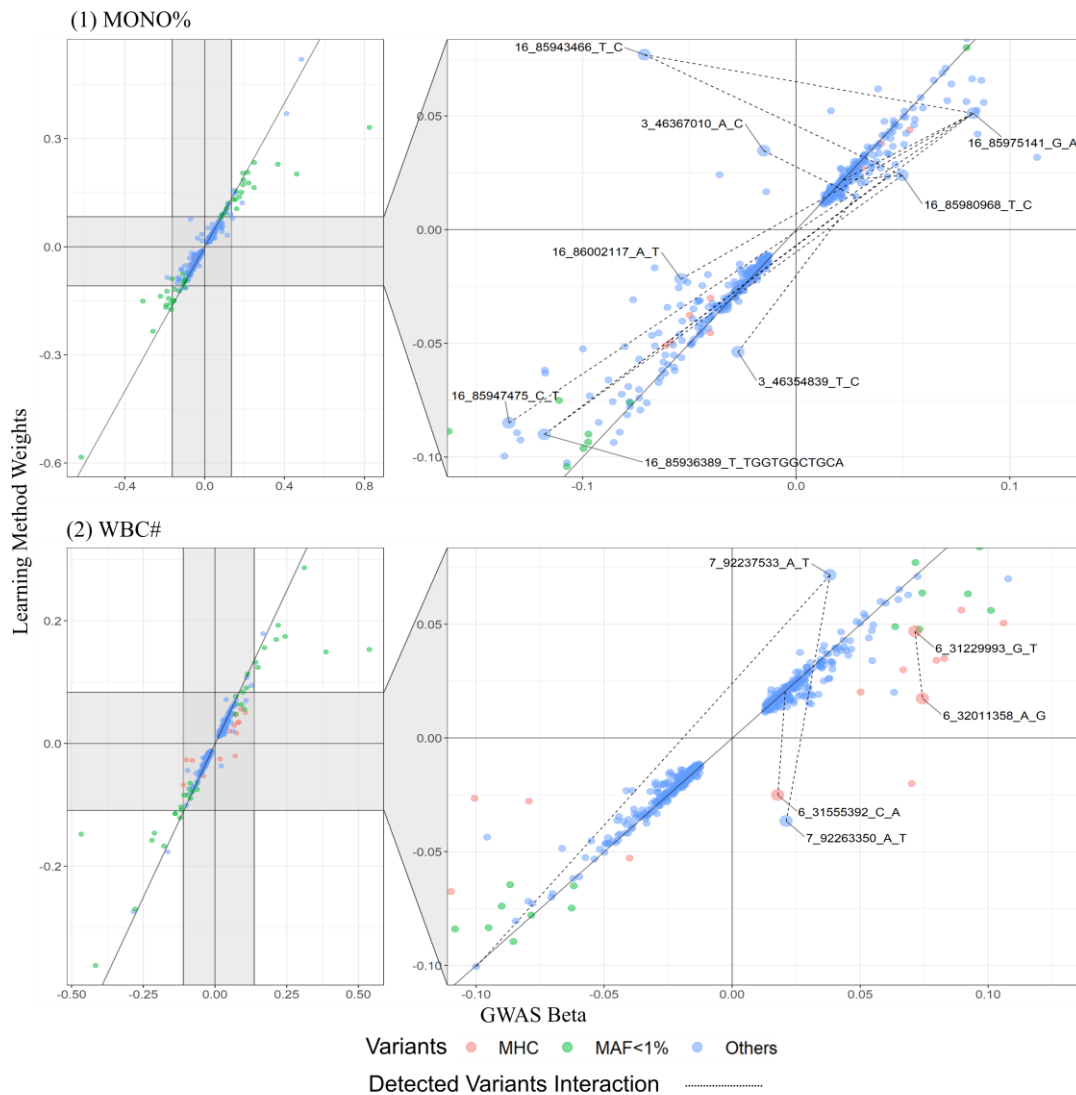 (1) MONO%
0.3
0.0
-0.3
-0.6
-0.4
0.0
0.4
0.8
16_85943466_T_C
3_46367010_A_C
16_85975141_G_A
16_85980968_T_C
16_86002117_A_T
3_46354839_T_C
16_85947475_C_T
16_85936389_T_TGGTGGCTGCA
0.05
0.00
-0.05
-0.10
-0.1
0.0
0.1
Learning Method Weights
(2) WBC#
0.2
0.0
-0.2
-0.50
-0.25
0.00
0.25
0.50
7_92237533_A_T
6_31229993_G_T
6_32011358_A_G
6_31555392_C_A
7_92263350_A_T
0.05
0.00
-0.05
-0.10
-0.10
-0.05
0.00
0.05
0.10
GWAS Beta
Variants MHC MAF<1% Others
Detected Variants Interaction